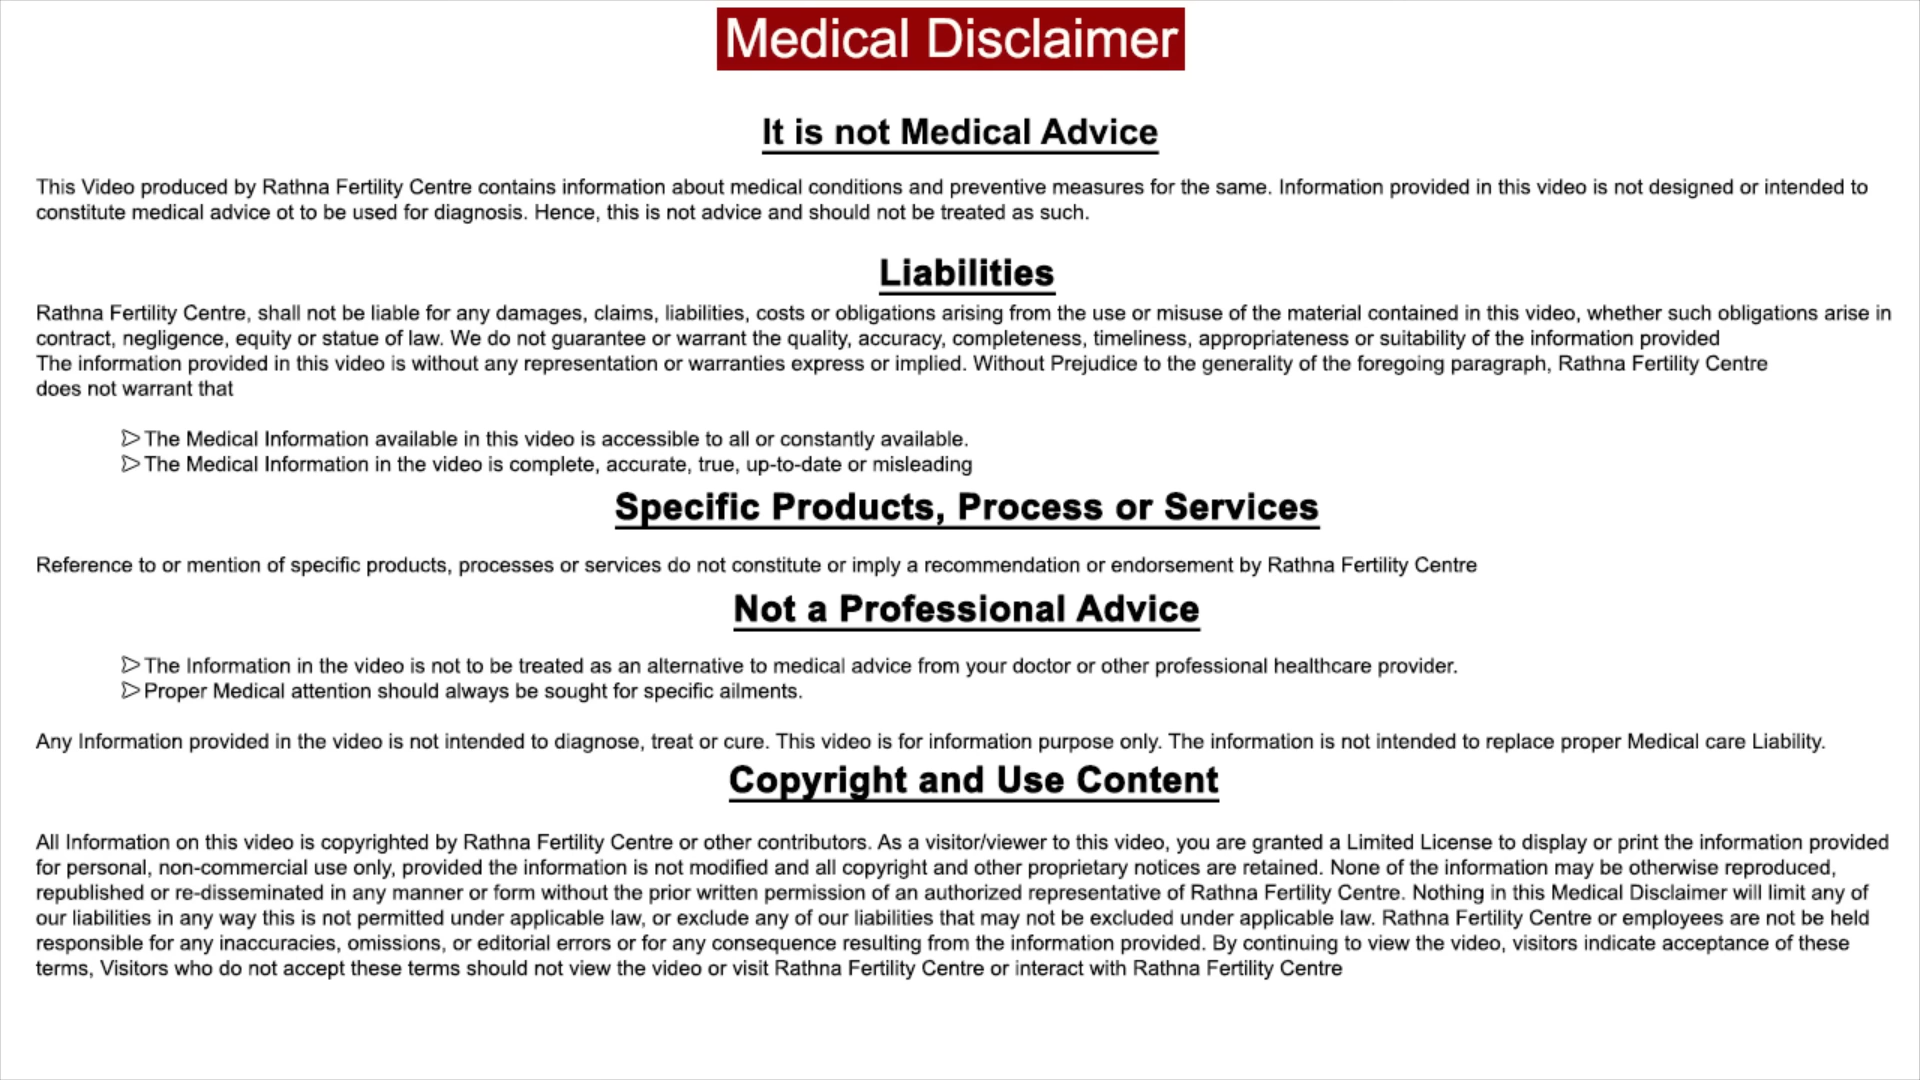 Medical Disclaimer
It is not Medical Advice
This Video produced by Rathna Fertility Centre contains information about medical conditions and preventive measures for the same. Information provided in this video is not designed or intended to
constitute medical advice ot to be used for diagnosis. Hence, this is not advice and should not be treated as such.
Liabilities
Rathna Fertility Centre, shall not be liable for any damages, claims, liabilities, costs or obligations arising from the use or misuse of the material contained in this video, whether such obligations arise in
contract, negligence, equity or statue of law. We do not guarantee or warrant the quality, accuracy, completeness, timeliness, appropriateness or suitability of the information provided
The information provided in this video is without any representation or warranties express or implied. Without Prejudice to the generality of the foregoing paragraph, Rathna Fertility Centre
does not warrant that
➢The Medical Information available in this video is accessible to all or constantly available.
➢The Medical Information in the video is complete, accurate, true, up-to-date or misleading
Specific Products, Process or Services
Reference to or mention of specific products, processes or services do not constitute or imply a recommendation or endorsement by Rathna Fertility Centre
Not a Professional Advice
➢The Information in the video is not to be treated as an alternative to medical advice from your doctor or other professional healthcare provider.
➢Proper Medical attention should always be sought for specific ailments.
Any Information provided in the video is not intended to diagnose, treat or cure. This video is for information purpose only. The information is not intended to replace proper Medical care Liability.
Copyright and Use Content
All Information on this video is copyrighted by Rathna Fertility Centre or other contributors. As a visitor/viewer to this video, you are granted a Limited License to display or print the information provided
for personal, non-commercial use only, provided the information is not modified and all copyright and other proprietary notices are retained. None of the information may be otherwise reproduced,
republished or re-disseminated in any manner or form without the prior written permission of an authorized representative of Rathna Fertility Centre. Nothing in this Medical Disclaimer will limit any of
our liabilities in any way this is not permitted under applicable law, or exclude any of our liabilities that may not be excluded under applicable law. Rathna Fertility Centre or employees are not be held
responsible for any inaccuracies, omissions, or editorial errors or for any consequence resulting from the information provided. By continuing to view the video, visitors indicate acceptance of these
terms, Visitors who do not accept these terms should not view the video or visit Rathna Fertility Centre or interact with Rathna Fertility Centre